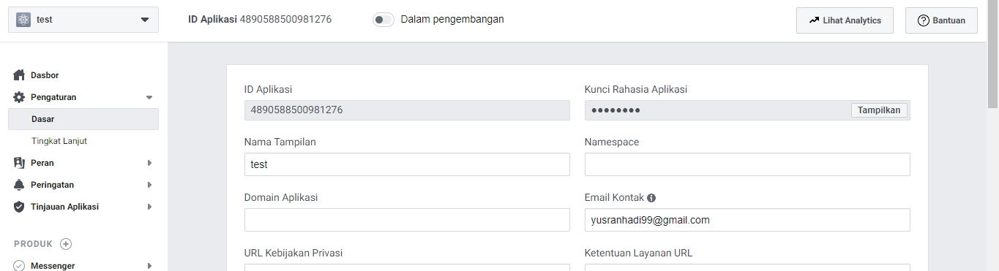 test
ID Aplikasi 4890588500981276
Dalam pengembangan
Lihat Analytics
Bantuan
Dasbor
Pengaturan
Dasar
Tingkat Lanjut
Peran
Peringatan
Tinjauan Aplikasi
PRODUK
Messenger
ID Aplikasi
4890588500981276
Kunci Rahasia Aplikasi
●●●●●●●●
Tampilkan
Nama Tampilan
test
Namespace
Domain Aplikasi
Email Kontak
yusranhadi99@gmail.com
URL Kebijakan Privasi
Ketentuan Layanan URL